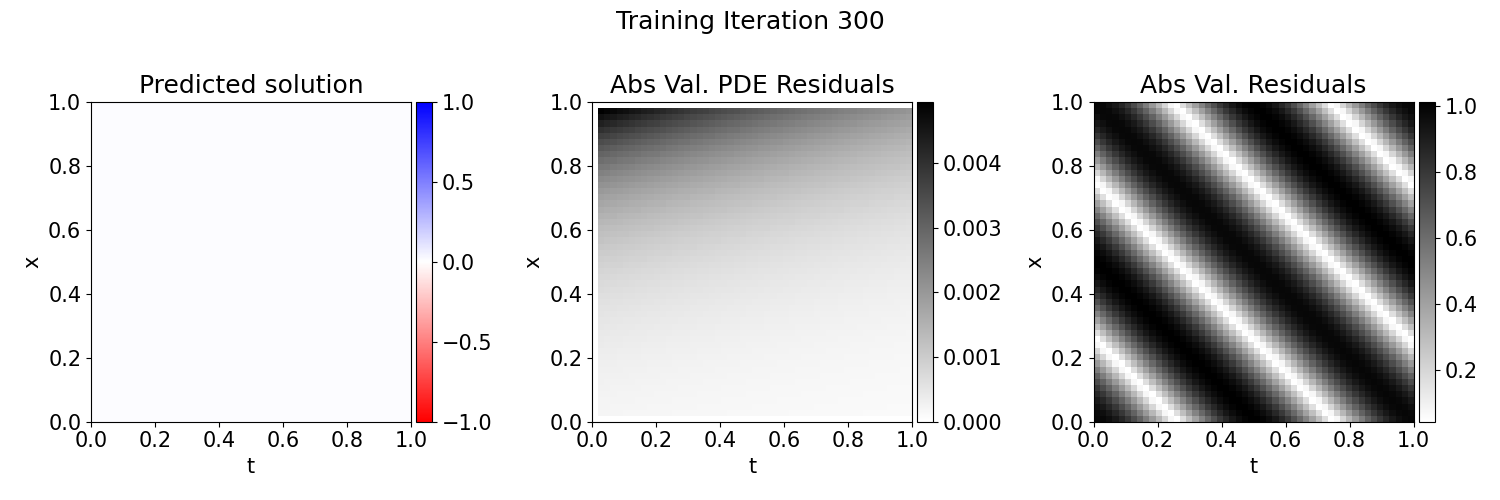 Training Iteration 300
Predicted solution
Abs Val. PDE Residuals
Abs Val. Residuals
1.0
0.8
0.6
0.4
0.2
0.0
x
0.0 0.2 0.4 0.6 0.8 1.0
t
1.0
0.5
0.0
−0.5
−1.0
1.0
0.8
0.6
0.4
0.2
0.0
x
0.0 0.2 0.4 0.6 0.8 1.0
t
0.004
0.003
0.002
0.001
0.000
1.0
0.8
0.6
0.4
0.2
0.0
x
0.0 0.2 0.4 0.6 0.8 1.0
t
1.0
0.8
0.6
0.4
0.2